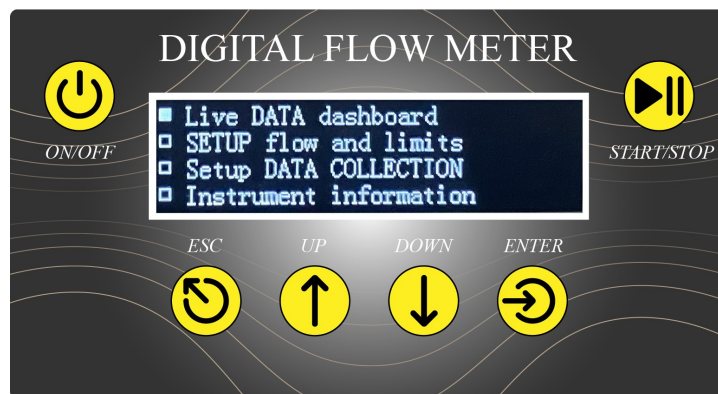 DIGITAL FLOW METER
ON/OFF
START/STOP
Live DATA dashboard
SETUP flow and limits
Setup DATA COLLECTION
Instrument information
ESC UP DOWN ENTER